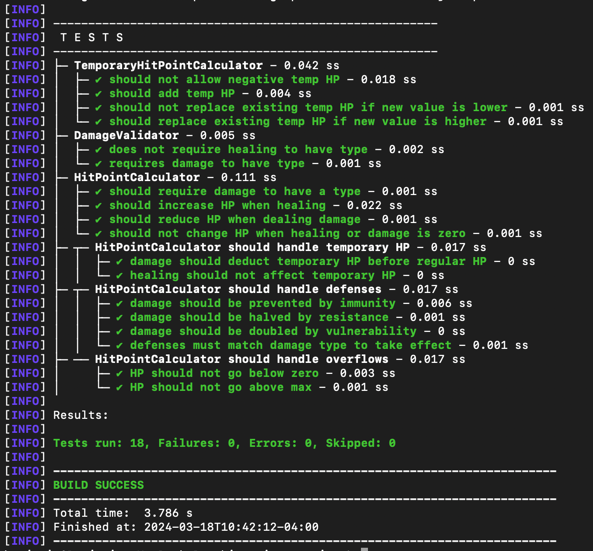 [INFO]
[INFO] -------------------------------------------------------
[INFO]  T E S T S
[INFO] -------------------------------------------------------
[INFO] ├─ TemporaryHitPointCalculator - 0.042 ss
[INFO] │  ├─ ✔ should not allow negative temp HP - 0.018 ss
[INFO] │  ├─ ✔ should add temp HP - 0.004 ss
[INFO] │  ├─ ✔ should not replace existing temp HP if new value is lower - 0.001 ss
[INFO] │  └─ ✔ should replace existing temp HP if new value is higher - 0.001 ss
[INFO] ├─ DamageValidator - 0.005 ss
[INFO] │  ├─ ✔ does not require healing to have type - 0.002 ss
[INFO] │  └─ ✔ requires damage to have type - 0.001 ss
[INFO] ├─ HitPointCalculator - 0.111 ss
[INFO] │  ├─ ✔ should require damage to have a type - 0.001 ss
[INFO] │  ├─ ✔ should increase HP when healing - 0.022 ss
[INFO] │  ├─ ✔ should reduce HP when dealing damage - 0.001 ss
[INFO] │  └─ ✔ should not change HP when healing or damage is zero - 0.001 ss
[INFO] ├─ ┬─ HitPointCalculator should handle temporary HP - 0.017 ss
[INFO] │  │  ├─ ✔ damage should deduct temporary HP before regular HP - 0 ss
[INFO] │  │  └─ ✔ healing should not affect temporary HP - 0 ss
[INFO] ├─ ┬─ HitPointCalculator should handle defenses - 0.017 ss
[INFO] │  │  ├─ ✔ damage should be prevented by immunity - 0.006 ss
[INFO] │  │  ├─ ✔ damage should be halved by resistance - 0.001 ss
[INFO] │  │  ├─ ✔ damage should be doubled by vulnerability - 0 ss
[INFO] │  │  └─ ✔ defenses must match damage type to take effect - 0.001 ss
[INFO] ├─ ── HitPointCalculator should handle overflows - 0.017 ss
[INFO] │     ├─ ✔ HP should not go below zero - 0.003 ss
[INFO] │     └─ ✔ HP should not go above max - 0.001 ss
[INFO]
[INFO] Results:
[INFO]
[INFO] Tests run: 18, Failures: 0, Errors: 0, Skipped: 0
[INFO]
[INFO] ------------------------------------------------------------------------
[INFO] BUILD SUCCESS
[INFO] ------------------------------------------------------------------------
[INFO] Total time:  3.786 s
[INFO] Finished at: 2024-03-18T10:42:12-04:00
[INFO] ------------------------------------------------------------------------